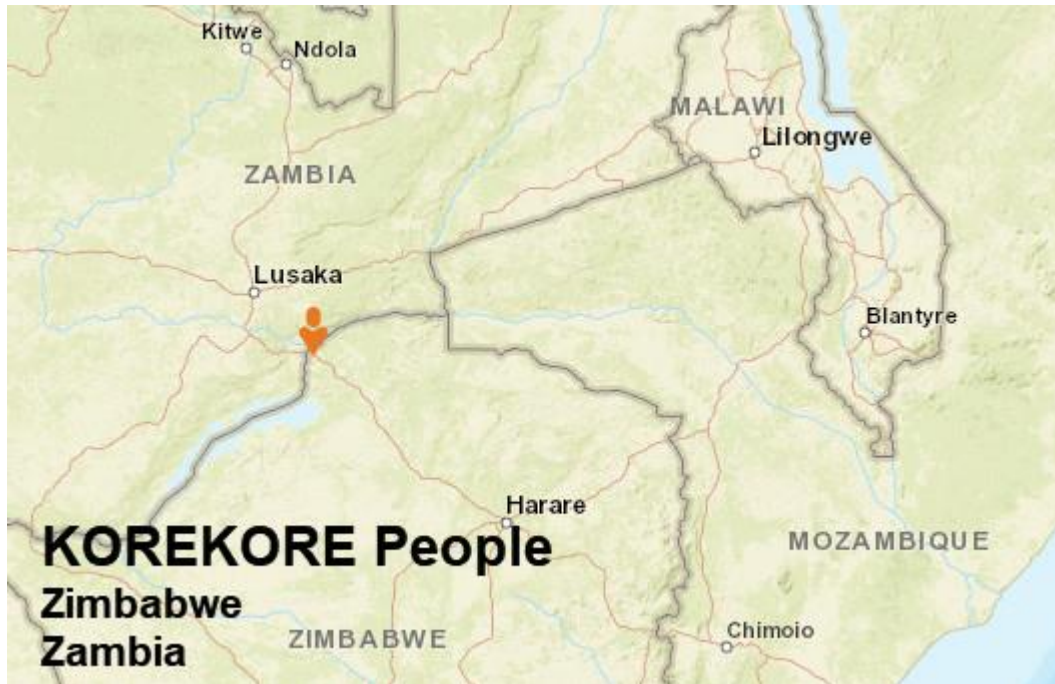 Kitwe
Ndola
MALAWI
Lilongwe
ZAMBIA
Lusaka
Blantyre
Harare
KOREKORE People
MOZAMBIQUE
Zimbabwe
Chimoio
ZIMBABWE
Zambia